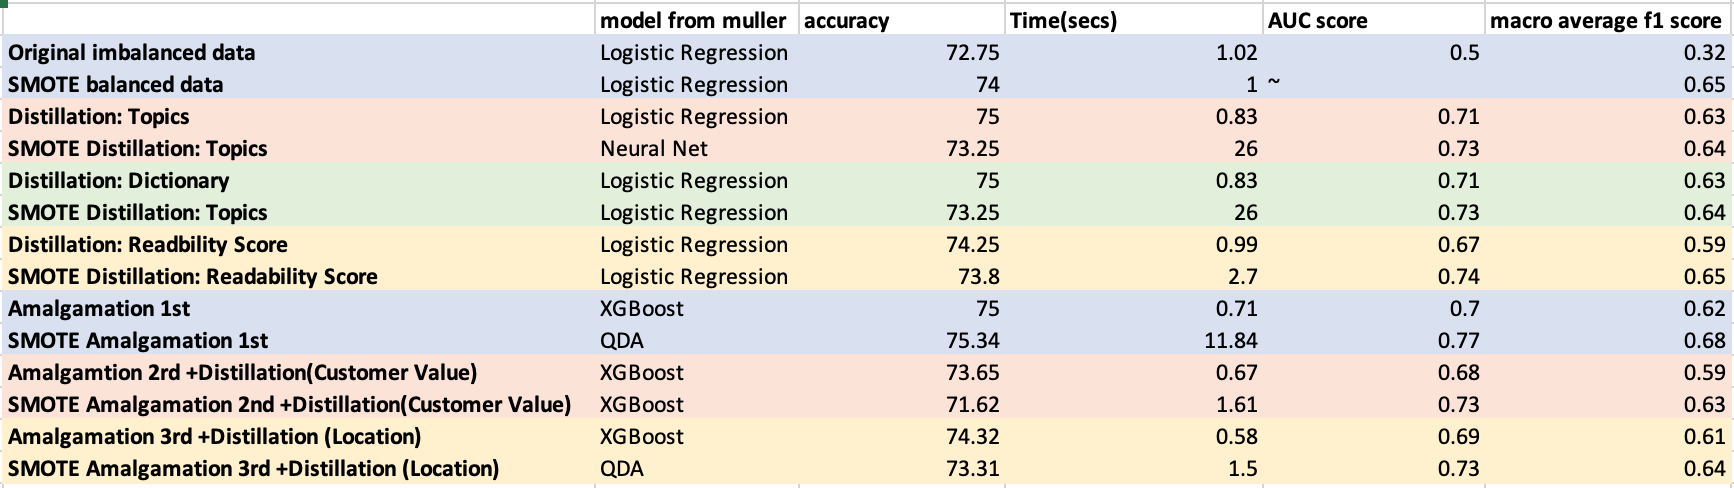 model from muller accuracy Time(secs) AUC score macro average f1 score
Original imbalanced data Logistic Regression 72.75 1.02 0.5 0.32
SMOTE balanced data Logistic Regression 74 1 ~ 0.65
Distillation: Topics Logistic Regression 75 0.83 0.71 0.63
SMOTE Distillation: Topics Neural Net 73.25 26 0.73 0.64
Distillation: Dictionary Logistic Regression 75 0.83 0.71 0.63
SMOTE Distillation: Topics Logistic Regression 73.25 26 0.73 0.64
Distillation: Readbility Score Logistic Regression 74.25 0.99 0.67 0.59
SMOTE Distillation: Readability Score Logistic Regression 73.8 2.7 0.74 0.65
Amalgamation 1st XGBoost 75 0.71 0.7 0.62
SMOTE Amalgamation 1st QDA 75.34 11.84 0.77 0.68
Amalgamtion 2rd +Distillation(Customer Value) XGBoost 73.65 0.67 0.68 0.59
SMOTE Amalgamation 2nd +Distillation(Customer Value) XGBoost 71.62 1.61 0.73 0.63
Amalgamation 3rd +Distillation (Location) XGBoost 74.32 0.58 0.69 0.61
SMOTE Amalgamation 3rd +Distillation (Location) QDA 73.31 1.5 0.73 0.64